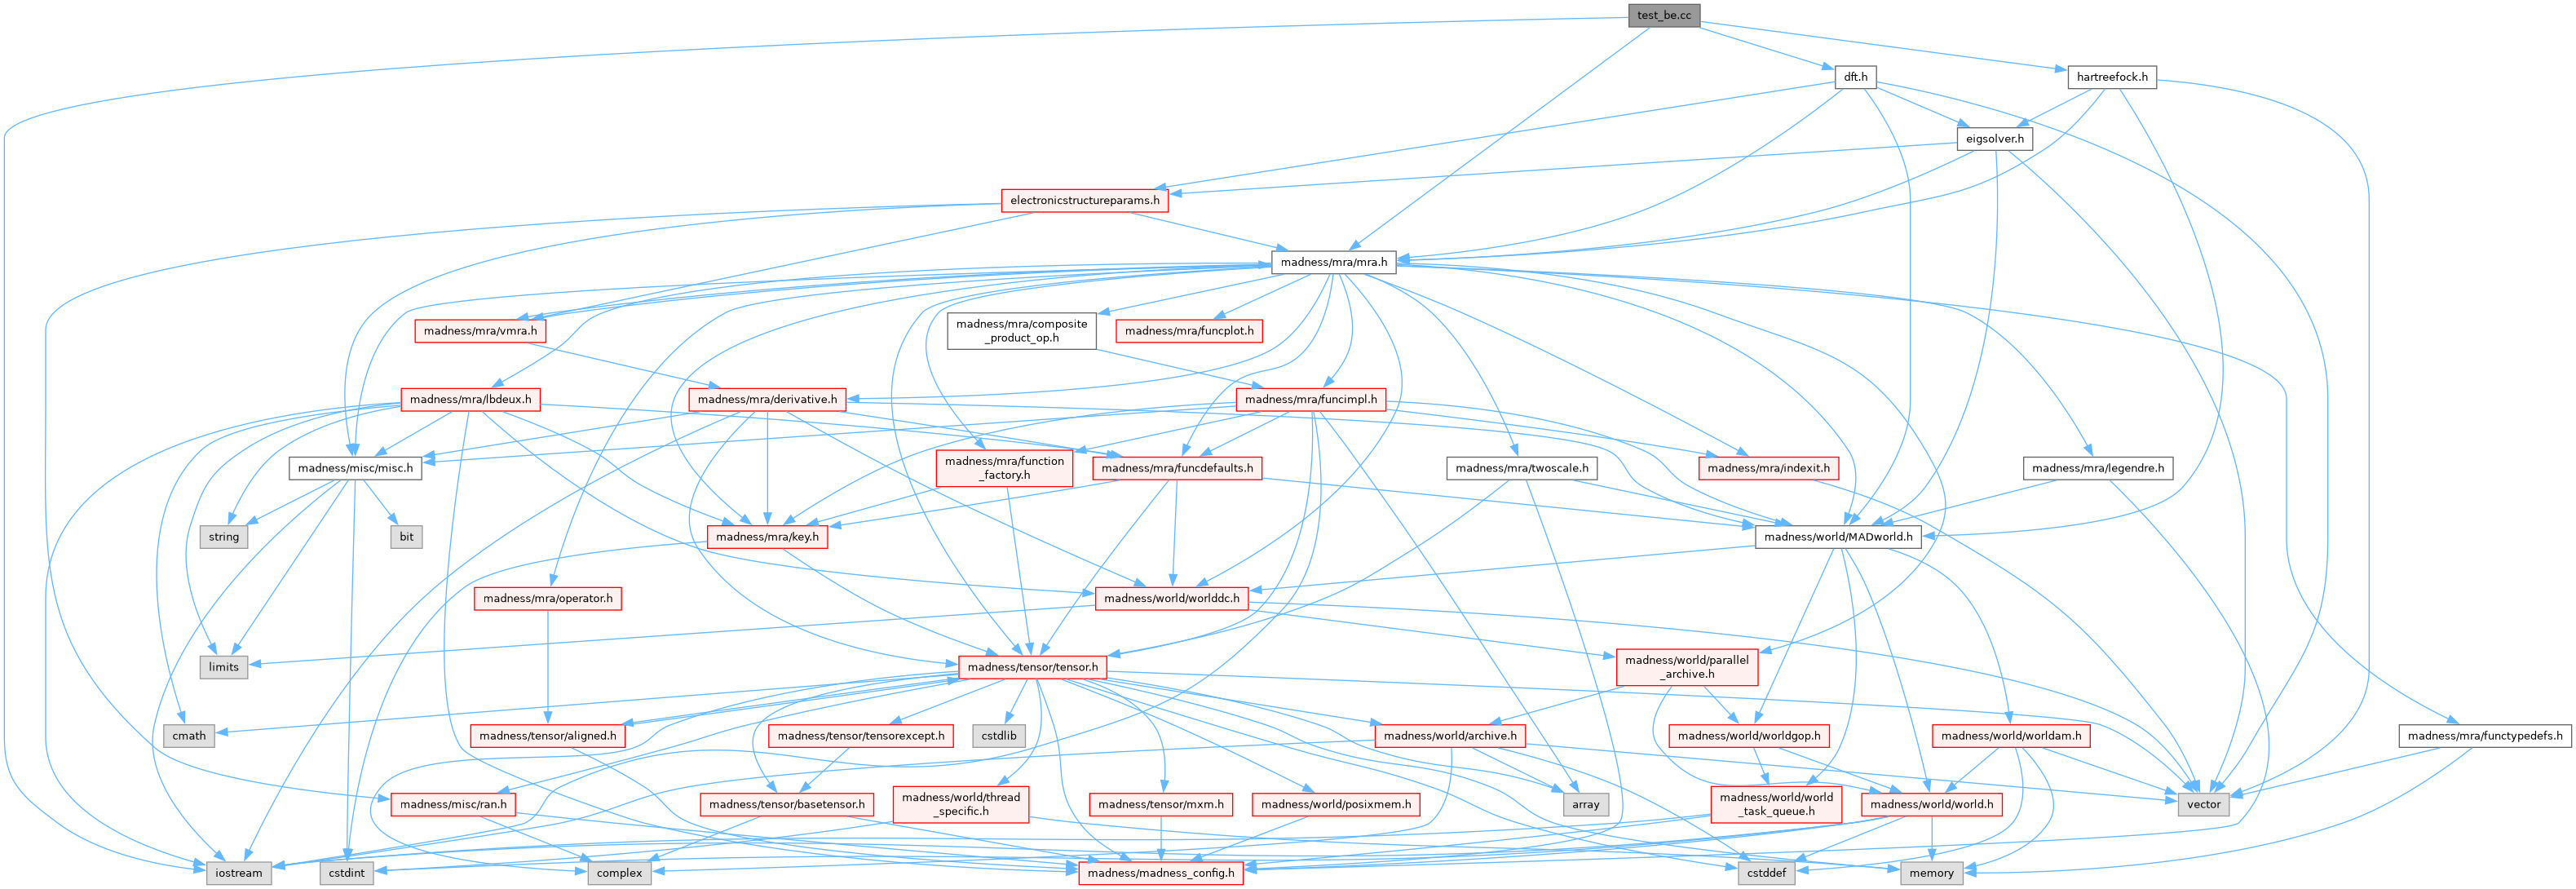 test_be.cc
dft.h
hartreefock.h
eigsolver.h
electronicstructureparams.h
madness/mra/mra.h
madness/mra/vmra.h
madness/mra/composite
_product_op.h
madness/mra/funcplot.h
madness/mra/lbdeux.h
madness/mra/derivative.h
madness/mra/funcimpl.h
madness/misc/misc.h
madness/mra/function
_factory.h
madness/mra/funcdefaults.h
madness/mra/twoscale.h
madness/mra/indexit.h
madness/mra/legendre.h
string
bit
madness/mra/key.h
madness/world/MADworld.h
madness/mra/operator.h
madness/world/worlddc.h
limits
madness/tensor/tensor.h
madness/world/parallel
_archive.h
cmath
madness/tensor/aligned.h
madness/tensor/tensorexcept.h
cstdlib
madness/world/archive.h
madness/world/worldgop.h
madness/world/worldam.h
madness/mra/functypedefs.h
madness/misc/ran.h
madness/tensor/basetensor.h
madness/world/thread
_specific.h
madness/tensor/mxm.h
madness/world/posixmem.h
array
madness/world/world
_task_queue.h
madness/world/world.h
vector
iostream
cstdint
complex
madness/madness_config.h
cstddef
memory